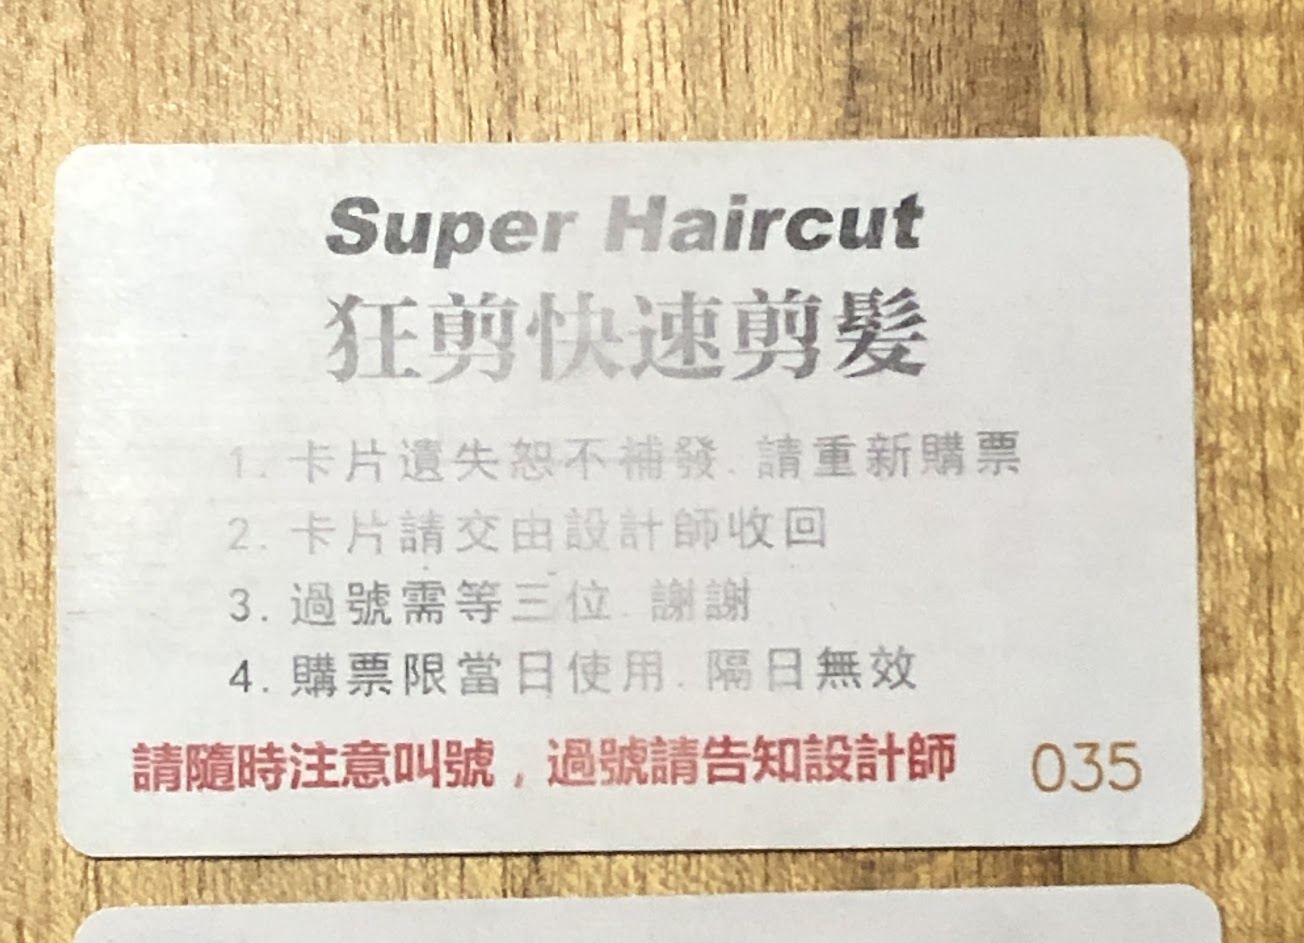 Super Haircut
狂剪快速剪髮
1. 卡片遺失恕不補發. 請重新購票
2. 卡片請交由設計師收回
3. 過號需等三位. 謝謝
4. 購票限當日使用. 隔日無效
請隨時注意叫號，過號請告知設計師 035